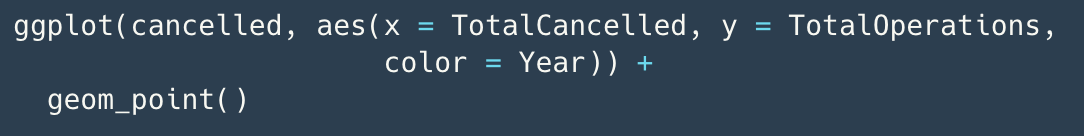 ggplot(cancelled, aes(x = TotalCancelled, y = TotalOperations,
                      color = Year)) +
  geom_point()